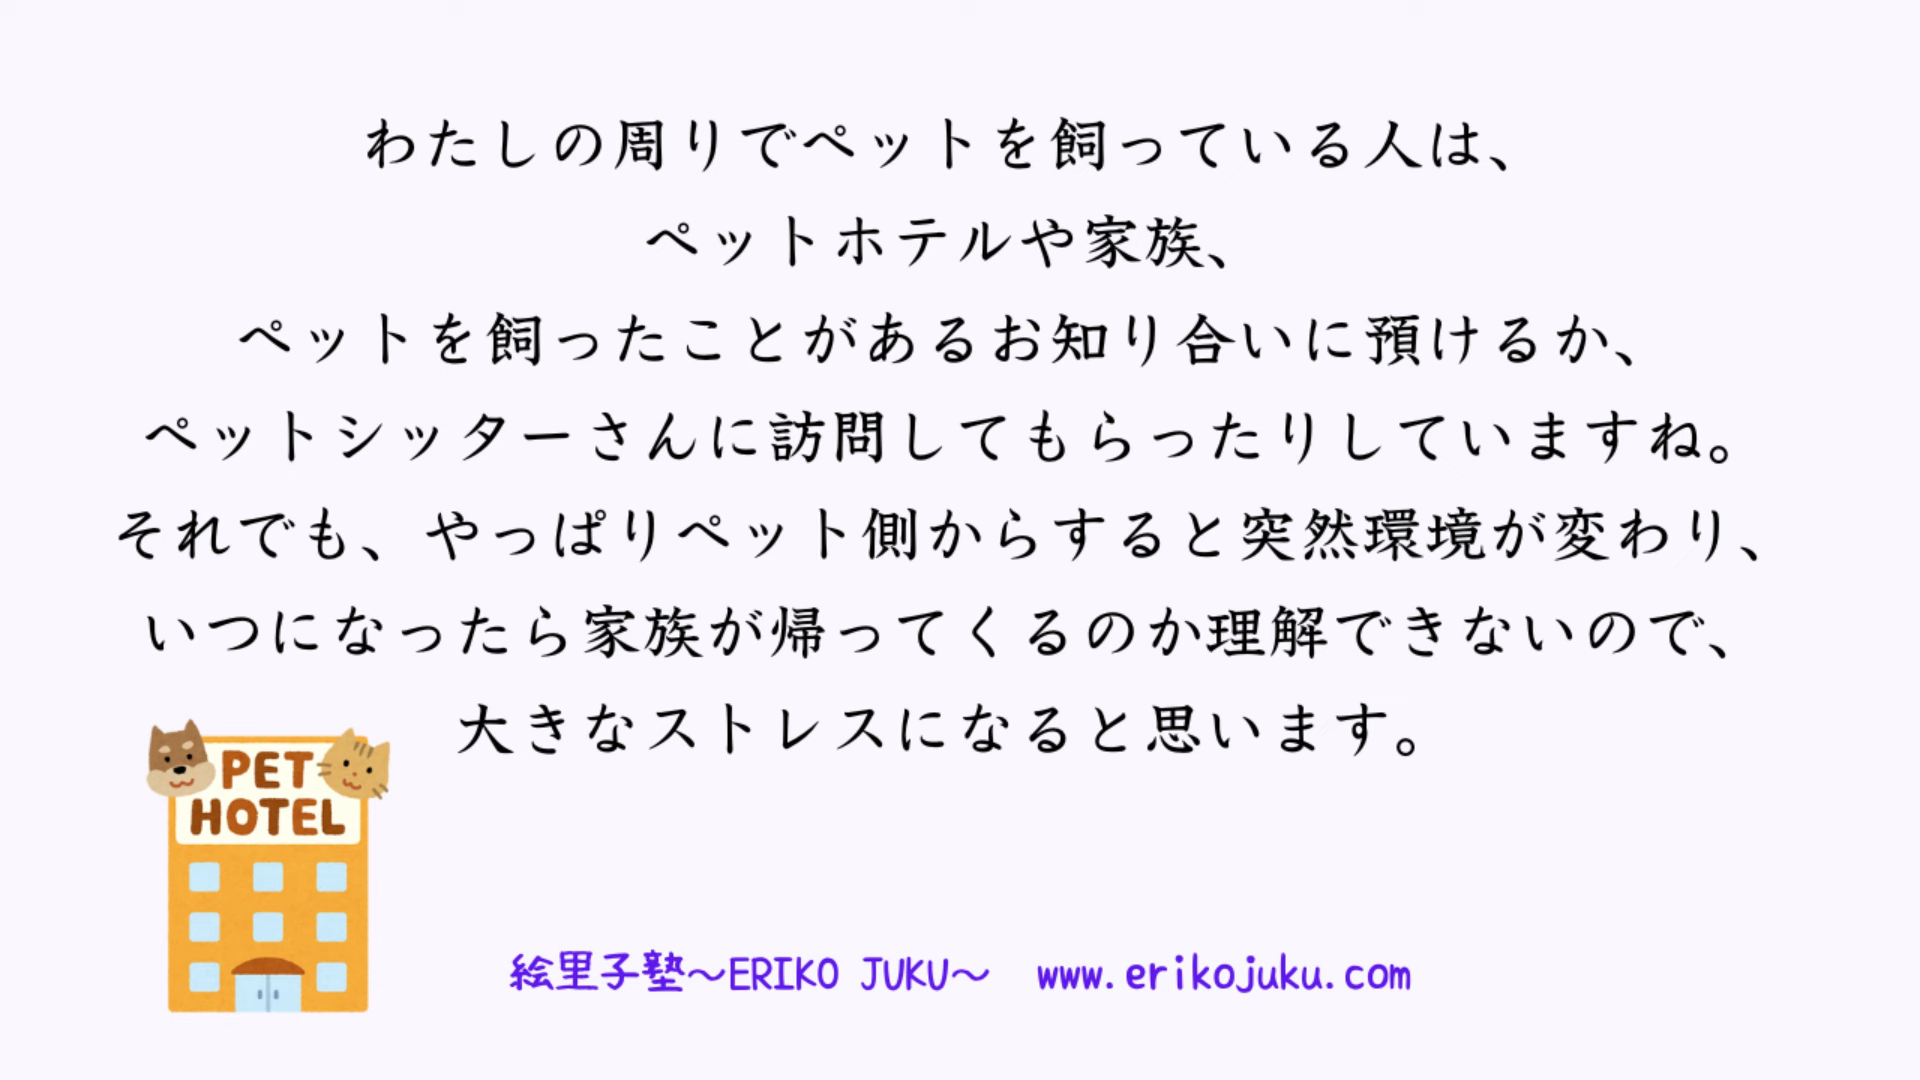 わたしの周りでペットを飼っている人は、
ペットホテルや家族、
ペットを飼ったことがあるお知り合いに預けるか、
ペットシッターさんに訪問してもらったりしていますね。
それでも、やっぱりペット側からすると突然環境が変わり、
いつになったら家族が帰ってくるのか理解できないので、
大きなストレスになると思います。
PET
HOTEL
絵里子塾～ERIKO JUKU～ www.erikojuku.com